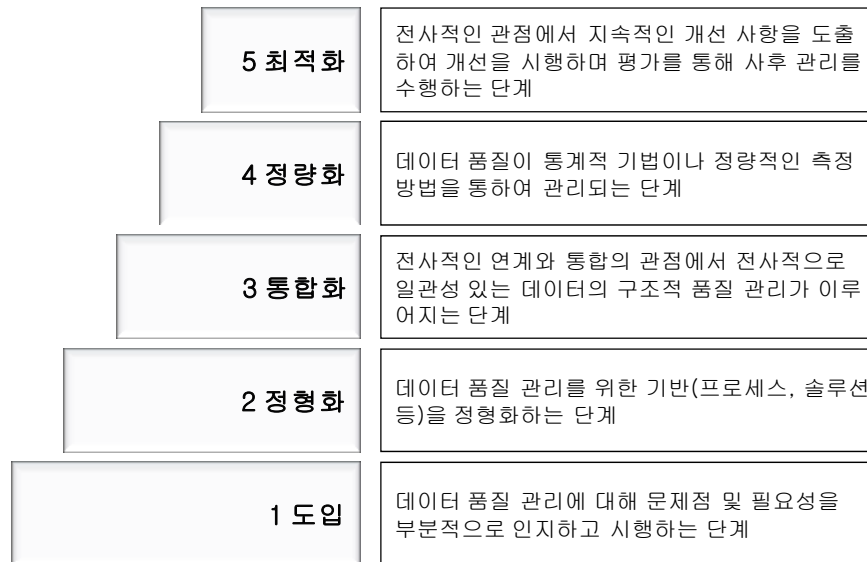 5 최적화
전사적인 관점에서 지속적인 개선 사항을 도출
하여 개선을 시행하며 평가를 통해 사후 관리를
수행하는 단계
4 정량화
데이터 품질이 통계적 기법이나 정량적인 측정
방법을 통하여 관리되는 단계
3 통합화
전사적인 연계와 통합의 관점에서 전사적으로
일관성 있는 데이터의 구조적 품질 관리가 이루
어지는 단계
2 정형화
데이터 품질 관리를 위한 기반(프로세스, 솔루션
등)을 정형화하는 단계
1 도입
데이터 품질 관리에 대해 문제점 및 필요성을
부분적으로 인지하고 시행하는 단계